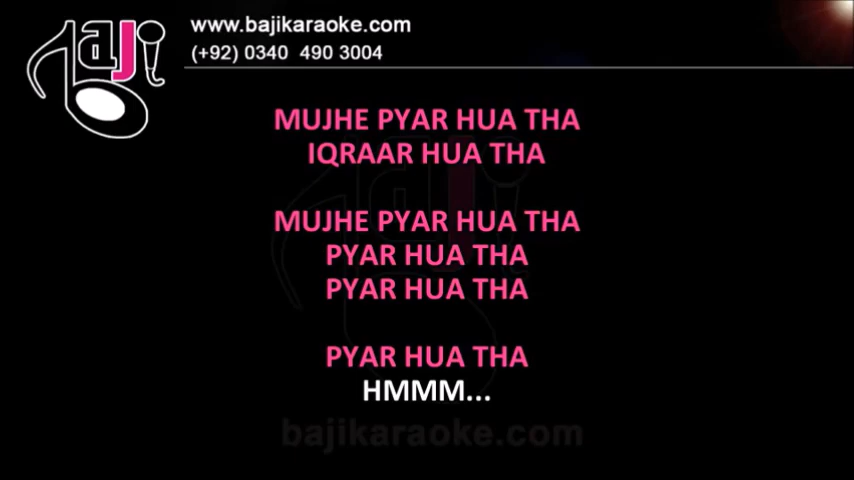 BAJI
www.bajikaraoke.com
(+92) 0340 490 3004
MUJHE PYAR HUA THA
IQRAAR HUA THA
MUJHE PYAR HUA THA
PYAR HUA THA
PYAR HUA THA
PYAR HUA THA
HMMM...
bajikaraoke.com